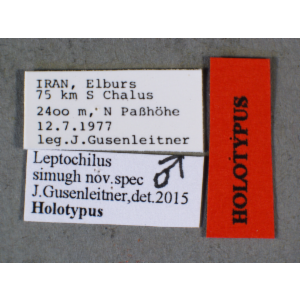 IRAN, Elburs
75 km S Chalus
24oo m,'N Paßhöhe
12.7.1977
leg.J.Gusenleitner
Leptochilus
simugh nov.spec ♂
J.Gusenleitner,det.2015
Holotypus
HOLOTYPUS